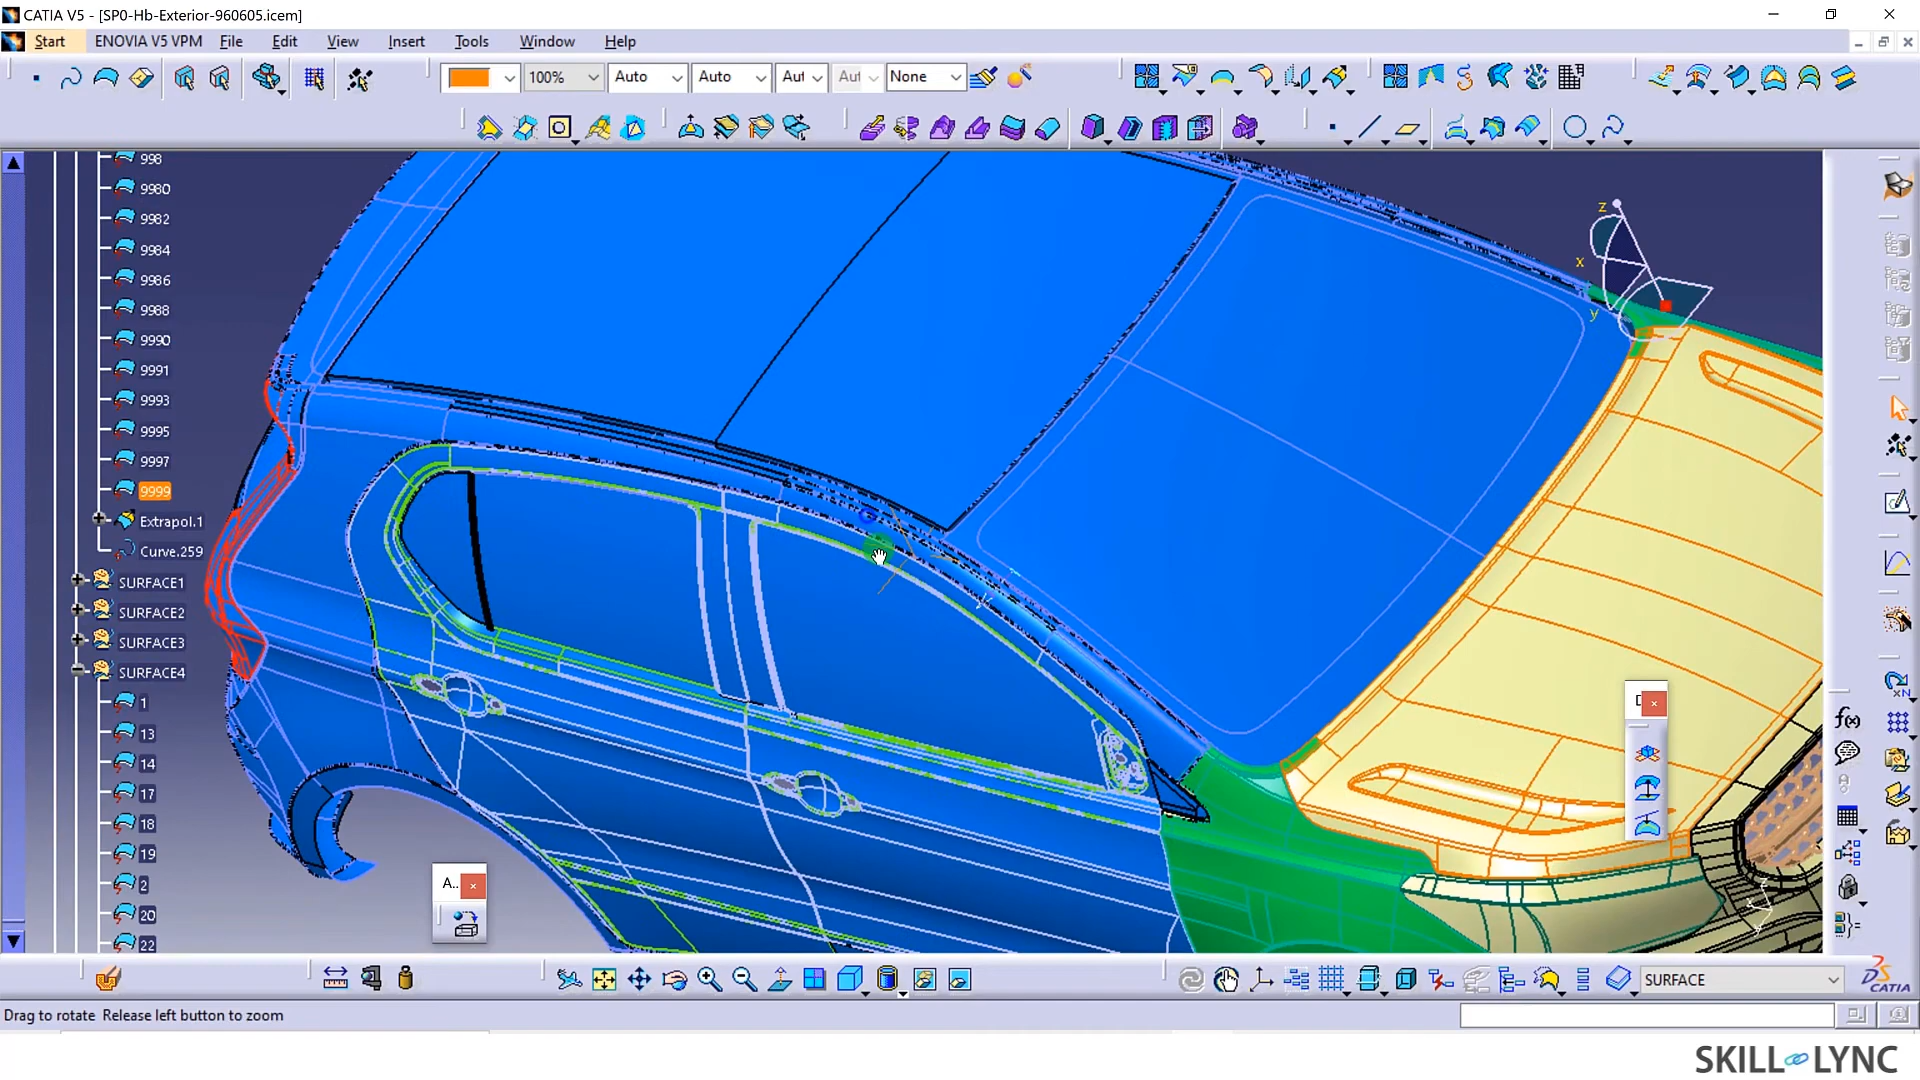 CATIA V5 - [SP0-Hb-Exterior-960605.icem]
Start ENOVIA V5 VPM File Edit View Insert Tools Window Help
100% Auto Auto Aut Aut None
998
9980
9982
9984
9986
9988
9990
9991
9993
9995
9997
9999
Extrapol.1
Curve.259
SURFACE1
SURFACE2
SURFACE3
SURFACE4
1
13
14
17
18
19
2
20
22
z
x
y
A..
f(x)
SURFACE
CATIA
Drag to rotate Release left button to zoom
SKILL LYNC